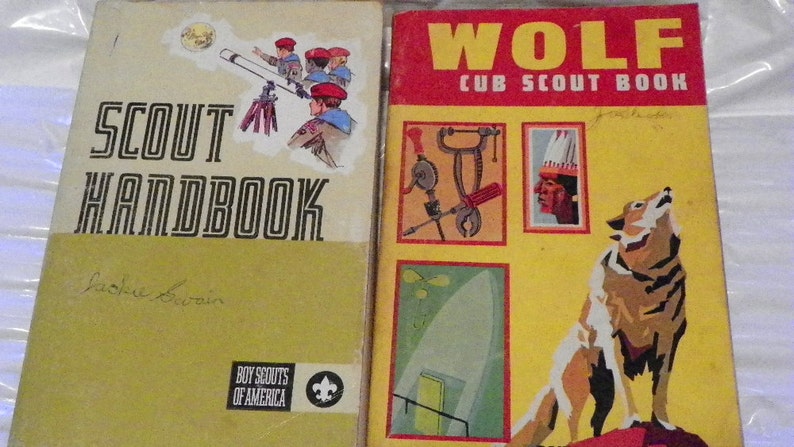 SCOUT
HANDBOOK
Jackie Swain
BOY SCOUTS
OF AMERICA
WOLF
CUB SCOUT BOOK